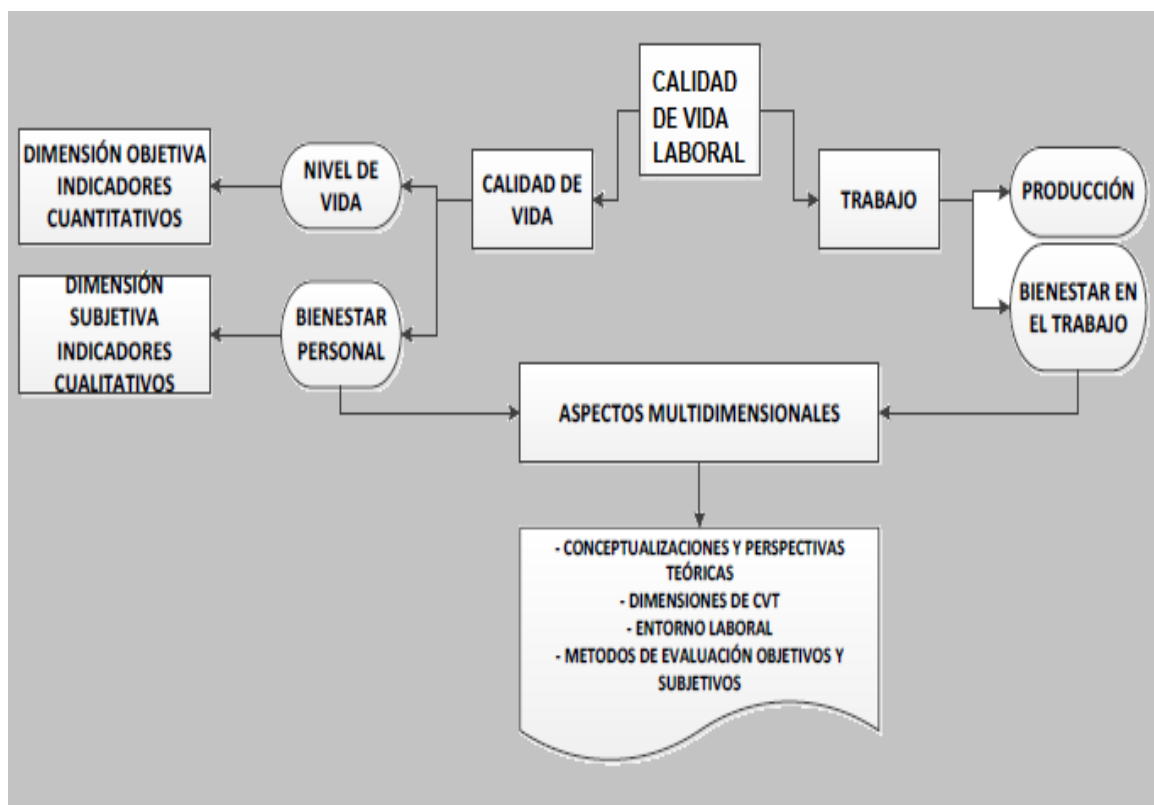 CALIDAD
DE VIDA
LABORAL
DIMENSIÓN OBJETIVA
INDICADORES
CUANTITATIVOS
NIVEL DE
VIDA
CALIDAD DE
VIDA
TRABAJO
PRODUCCIÓN
DIMENSIÓN
SUBJETIVA
INDICADORES
CUALITATIVOS
BIENESTAR
PERSONAL
BIENESTAR EN
EL TRABAJO
ASPECTOS MULTIDIMENSIONALES
- CONCEPTUALIZACIONES Y PERSPECTIVAS
TEÓRICAS
- DIMENSIONES DE CVT
- ENTORNO LABORAL
- METODOS DE EVALUACIÓN OBJETIVOS Y
SUBJETIVOS